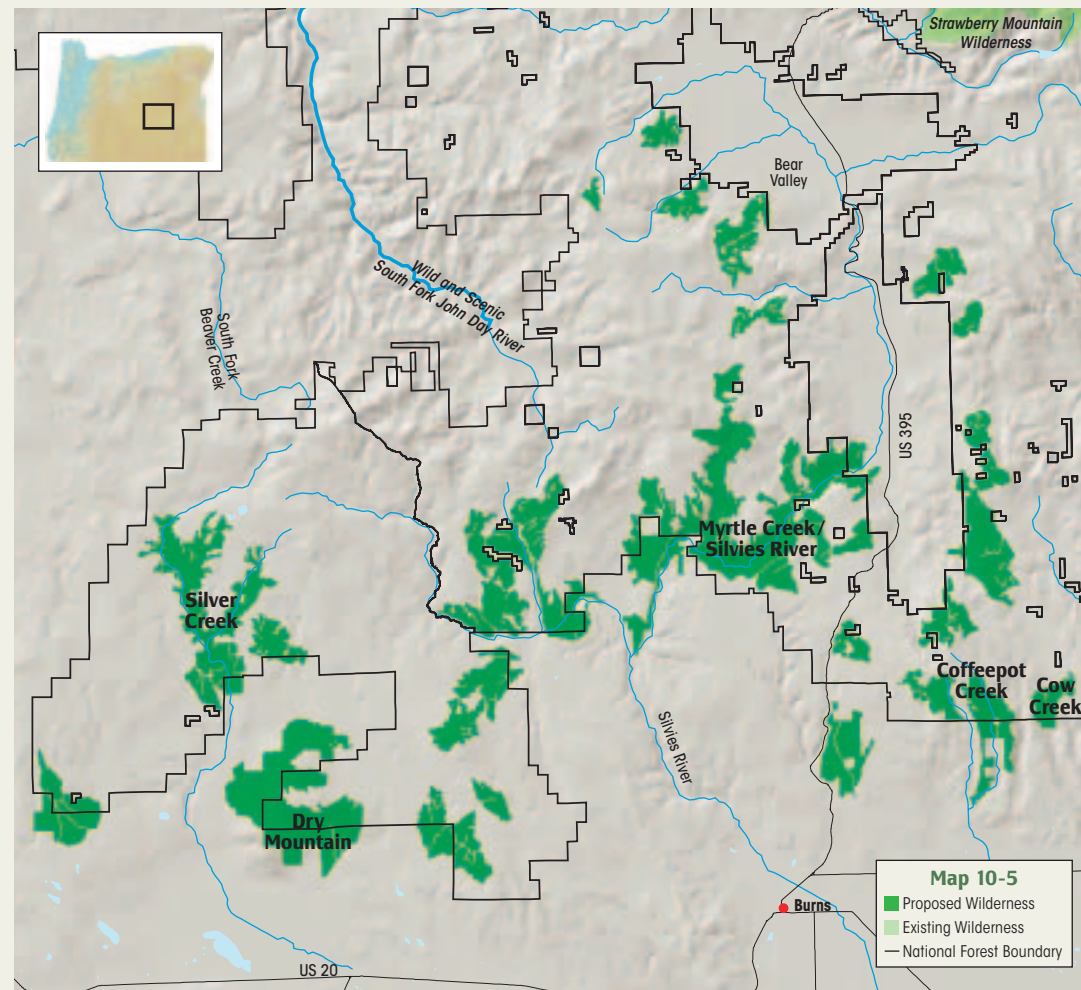 Strawberry Mountain
Wilderness
Bear
Valley
Wild and Scenic
South Fork John Day River
South Fork
Beaver Creek
US 395
Myrtle Creek/
Silvies River
Silver
Creek
Coffeepot
Creek
Cow
Creek
Silvies River
Dry
Mountain
Burns
US 20
Map 10-5
Proposed Wilderness
Existing Wilderness
National Forest Boundary